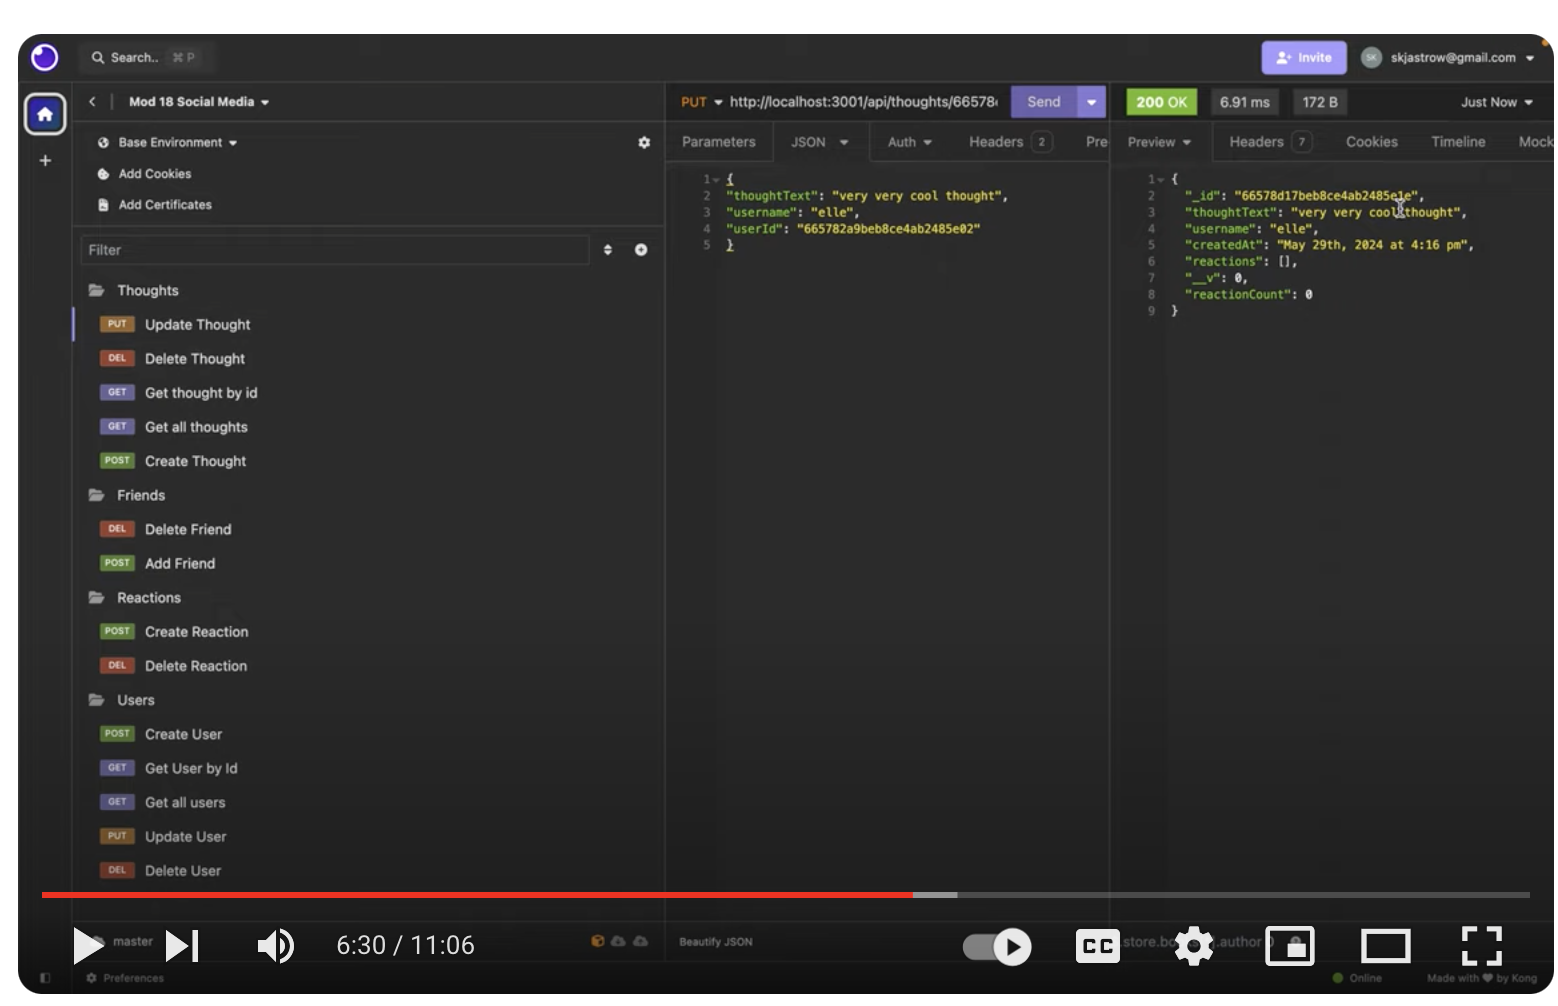 Search.. ⌘ P
Invite
SK skjastrow@gmail.com
Mod 18 Social Media
Base Environment
Add Cookies
Add Certificates
Filter
Thoughts
PUT Update Thought
DEL Delete Thought
GET Get thought by id
GET Get all thoughts
POST Create Thought
Friends
DEL Delete Friend
POST Add Friend
Reactions
POST Create Reaction
DEL Delete Reaction
Users
POST Create User
GET Get User by Id
GET Get all users
PUT Update User
DEL Delete User
PUT http://localhost:3001/api/thoughts/66578 Send
Parameters JSON Auth Headers 2 Pre
1 {
2 "thoughtText": "very very cool thought",
3 "username": "elle",
4 "userId": "665782a9beb8ce4ab2485e02"
5 }
200 OK 6.91 ms 172 B Just Now
Preview Headers 7 Cookies Timeline Mock
1 {
2 "_id": "66578d17beb8ce4ab2485e1e",
3 "thoughtText": "very very cool thought",
4 "username": "elle",
5 "createdAt": "May 29th, 2024 at 4:16 pm",
6 "reactions": [],
7 "__v": 0,
8 "reactionCount": 0
9 }
master
Beautify JSON
6:30 / 11:06
CC
Preferences
Online
Made with ♥ by Kong